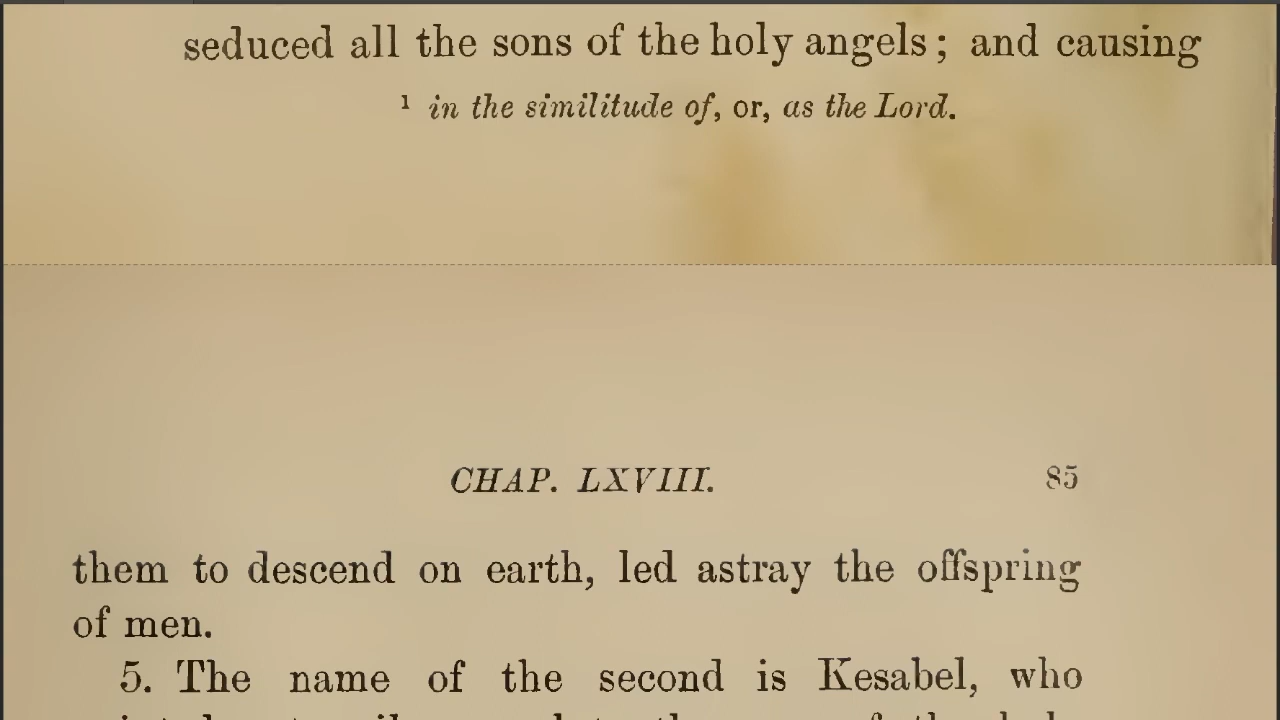 seduced all the sons of the holy angels; and causing
¹ in the similitude of, or, as the Lord.
CHAP. LXVIII. 85
them to descend on earth, led astray the offspring
of men.
5. The name of the second is Kesabel, who